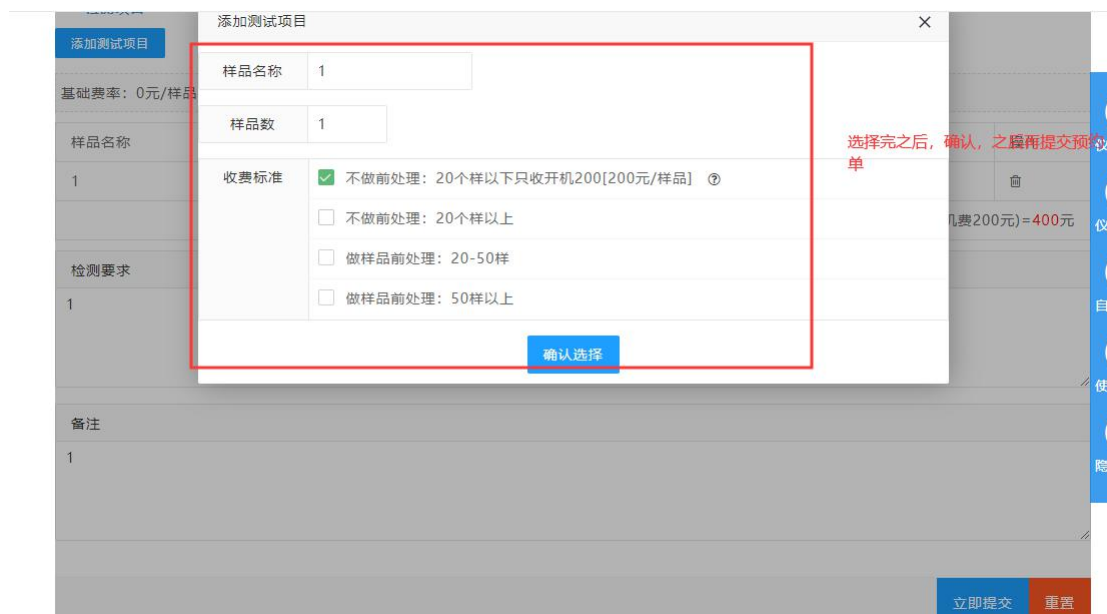 添加测试项目
添加测试项目
样品名称 1
基础费率：0元/样品
样品数 1
样品名称
选择完之后，确认，之后再提交预约
单
1
收费标准 不做前处理：20个样以下只收开机200[200元/样品]
不做前处理：20个样以上
机费200元)=400元
做样品前处理：20-50样
检测要求
做样品前处理：50样以上
1
确认选择
备注
1
立即提交 重置